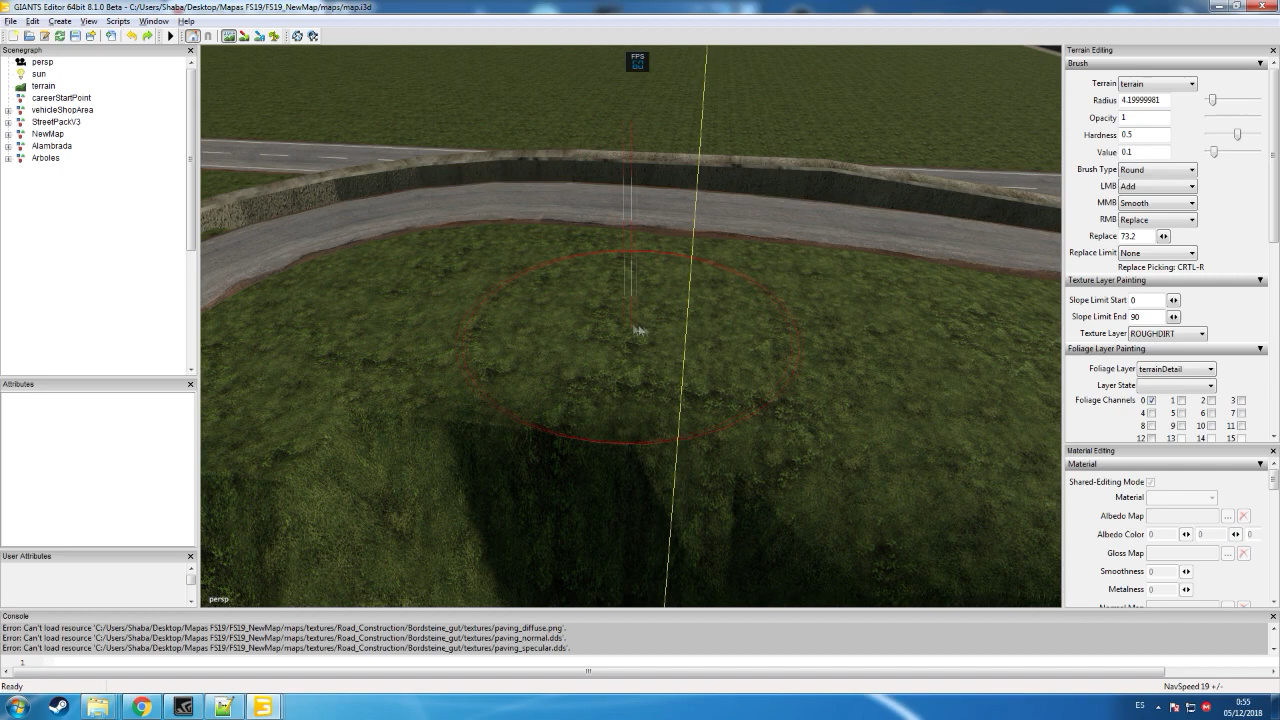 GIANTS Editor 64bit 8.1.0 Beta - C:/Users/Shaba/Desktop/Mapas FS19/FS19_NewMap/maps/map.i3d
File Edit Create View Scripts Window Help
Scenegraph
persp
sun
terrain
careerStartPoint
vehicleShopArea
StreetPackV3
NewMap
Alambrada
Arboles
Attributes
User Attributes
FPS
60
persp
Terrain Editing
Brush
Terrain terrain
Radius 4.19999981
Opacity 1
Hardness 0.5
Value 0.1
Brush Type Round
LMB Add
MMB Smooth
RMB Replace
Replace 73.2
Replace Limit None
Replace Picking: CRTL-R
Texture Layer Painting
Slope Limit Start 0
Slope Limit End 90
Texture Layer ROUGHDIRT
Foliage Layer Painting
Foliage Layer terrainDetail
Layer State
Foliage Channels 0 1 2 3
4 5 6 7
8 9 10 11
12 13 14 15
Material Editing
Material
Shared-Editing Mode
Material
Albedo Map ...
Albedo Color 0 0 0
Gloss Map ...
Smoothness 0
Metalness 0
Normal Map
Console
Error: Can't load resource 'C:/Users/Shaba/Desktop/Mapas FS19/FS19_NewMap/maps/textures/Road_Construction/Bordsteine_gut/textures/paving_diffuse.png'.
Error: Can't load resource 'C:/Users/Shaba/Desktop/Mapas FS19/FS19_NewMap/maps/textures/Road_Construction/Bordsteine_gut/textures/paving_normal.dds'.
Error: Can't load resource 'C:/Users/Shaba/Desktop/Mapas FS19/FS19_NewMap/maps/textures/Road_Construction/Bordsteine_gut/textures/paving_specular.dds'.
1
Ready
NavSpeed 19 +/-
ES
0:55
05/12/2018